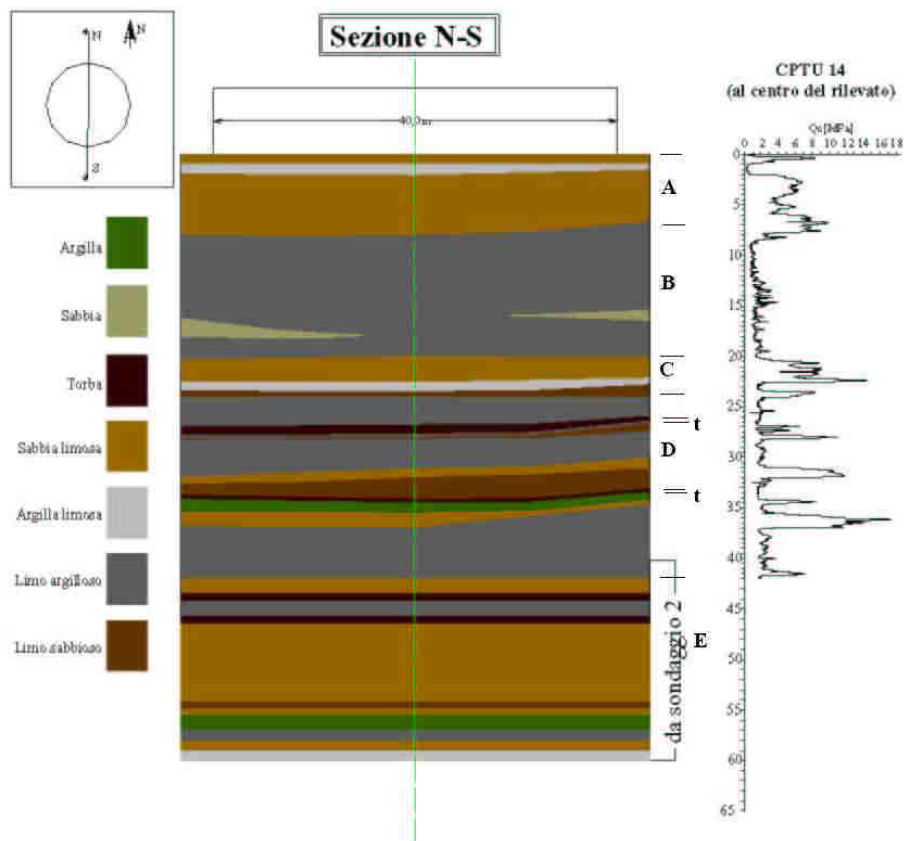 N
N
S
Sezione N-S
40,0 m
CPTU 14
(al centro del rilevato)
Qc [MPa]
0 2 4 6 8 10 12 14 16 18
0
5
10
15
20
25
30
35
40
45
50
55
60
65
Argilla
Sabbia
Torba
Sabbia limosa
Argilla limosa
Limo argilloso
Limo sabbioso
A
B
C
t
D
t
E
da sondaggio 2